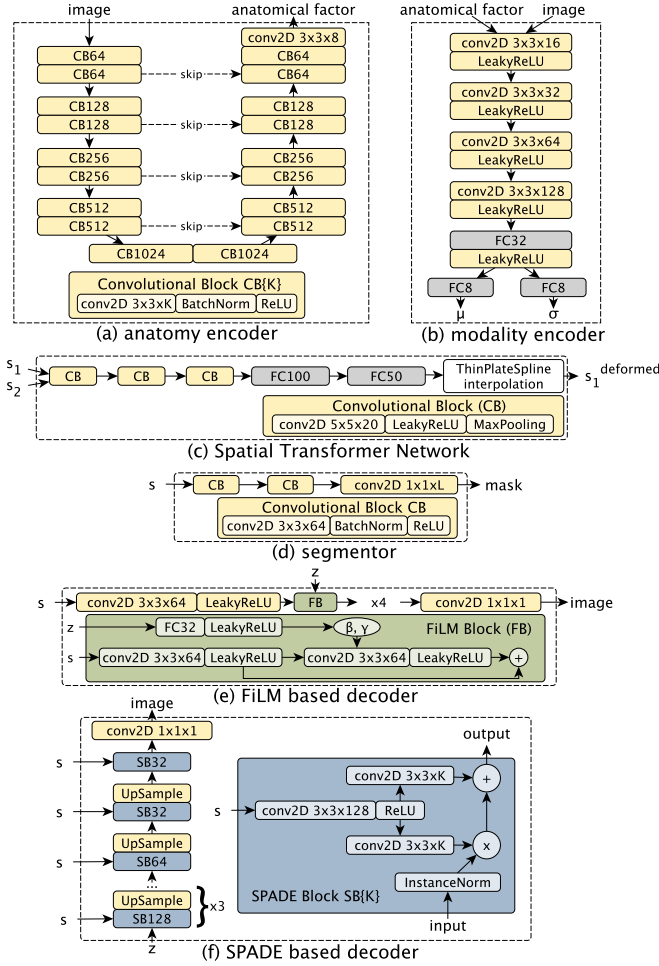 image
anatomical factor
conv2D 3x3x8
CB64
CB64
CB64
skip
CB64
CB128
CB128
CB128
skip
CB128
CB256
CB256
CB256
skip
CB256
CB512
CB512
CB512
skip
CB512
CB1024
CB1024
Convolutional Block CB{K}
conv2D 3x3xK
BatchNorm
ReLU
(a) anatomy encoder
anatomical factor
image
conv2D 3x3x16
LeakyReLU
conv2D 3x3x32
LeakyReLU
conv2D 3x3x64
LeakyReLU
conv2D 3x3x128
LeakyReLU
FC32
LeakyReLU
FC8
FC8
μ
σ
(b) modality encoder
s1
s2
CB
CB
CB
FC100
FC50
ThinPlateSpline
interpolation
s1 deformed
Convolutional Block (CB)
conv2D 5x5x20
LeakyReLU
MaxPooling
(c) Spatial Transformer Network
s
CB
CB
conv2D 1x1xL
mask
Convolutional Block CB
conv2D 3x3x64
BatchNorm
ReLU
(d) segmentor
z
s
conv2D 3x3x64
LeakyReLU
FB
x4
conv2D 1x1x1
image
z
FC32
LeakyReLU
β, γ
FiLM Block (FB)
s
conv2D 3x3x64
LeakyReLU
conv2D 3x3x64
LeakyReLU
+
(e) FiLM based decoder
image
conv2D 1x1x1
s
SB32
UpSample
s
SB32
UpSample
s
SB64
...
UpSample
s
SB128
x3
z
output
conv2D 3x3xK
+
s
conv2D 3x3x128
ReLU
conv2D 3x3xK
x
InstanceNorm
SPADE Block SB{K}
input
(f) SPADE based decoder